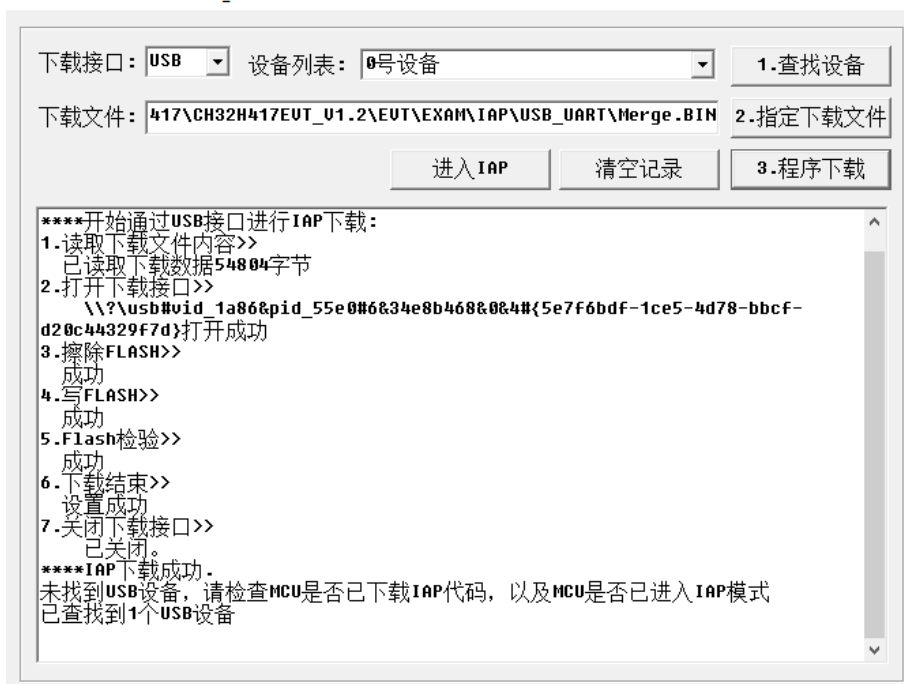 下载接口: USB 设备列表: 0号设备 1.查找设备
下载文件: 417\CH32H417EVT_V1.2\EVT\EXAM\IAP\USB_UART\Merge.BIN 2.指定下载文件
进入IAP 清空记录 3.程序下载
****开始通过USB接口进行IAP下载:
1.读取下载文件内容>>
已读取下载数据54804字节
2.打开下载接口>>
\\?\usb#vid_1a86&pid_55e0#6&34e8b468&0&4#{5e7f6bdf-1ce5-4d78-bbcf-
d20c44329f7d}打开成功
3.擦除FLASH>>
成功
4.写FLASH>>
成功
5.Flash检验>>
成功
6.下载结束>>
设置成功
7.关闭下载接口>>
已关闭。
****IAP下载成功.
未找到USB设备，请检查MCU是否已下载IAP代码，以及MCU是否已进入IAP模式
已查找到1个USB设备